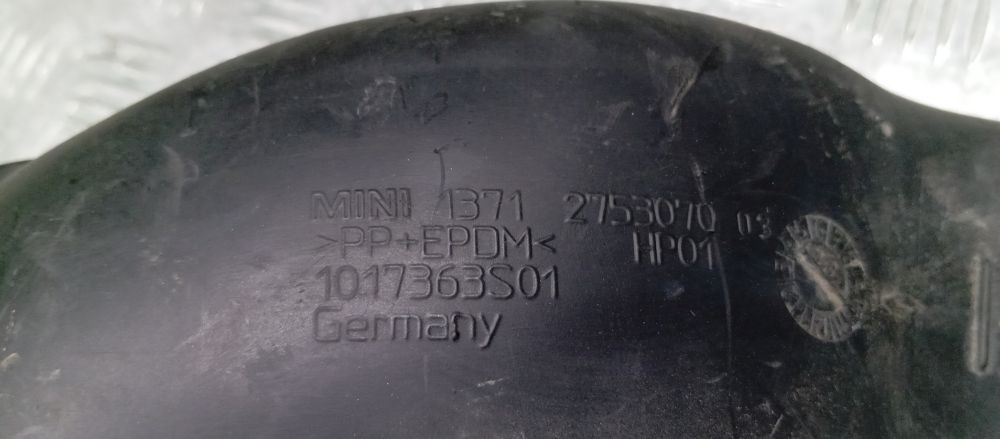 MINI 1371 2753070 03
>PP+EPDM< HP01
1017363S01
Germany